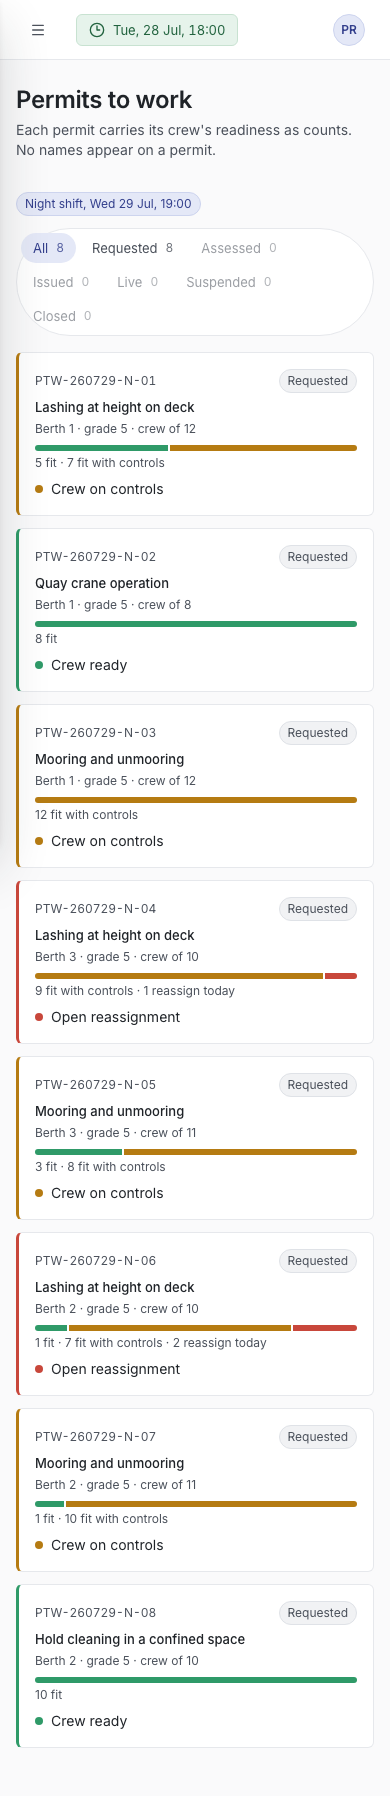 Tue, 28 Jul, 18:00
PR
Permits to work
Each permit carries its crew's readiness as counts.
No names appear on a permit.
Night shift, Wed 29 Jul, 19:00
All 8 Requested 8 Assessed 0
Issued 0 Live 0 Suspended 0
Closed 0
PTW-260729-N-01 Requested
Lashing at height on deck
Berth 1 · grade 5 · crew of 12
5 fit · 7 fit with controls
Crew on controls
PTW-260729-N-02 Requested
Quay crane operation
Berth 1 · grade 5 · crew of 8
8 fit
Crew ready
PTW-260729-N-03 Requested
Mooring and unmooring
Berth 1 · grade 5 · crew of 12
12 fit with controls
Crew on controls
PTW-260729-N-04 Requested
Lashing at height on deck
Berth 3 · grade 5 · crew of 10
9 fit with controls · 1 reassign today
Open reassignment
PTW-260729-N-05 Requested
Mooring and unmooring
Berth 3 · grade 5 · crew of 11
3 fit · 8 fit with controls
Crew on controls
PTW-260729-N-06 Requested
Lashing at height on deck
Berth 2 · grade 5 · crew of 10
1 fit · 7 fit with controls · 2 reassign today
Open reassignment
PTW-260729-N-07 Requested
Mooring and unmooring
Berth 2 · grade 5 · crew of 11
1 fit · 10 fit with controls
Crew on controls
PTW-260729-N-08 Requested
Hold cleaning in a confined space
Berth 2 · grade 5 · crew of 10
10 fit
Crew ready